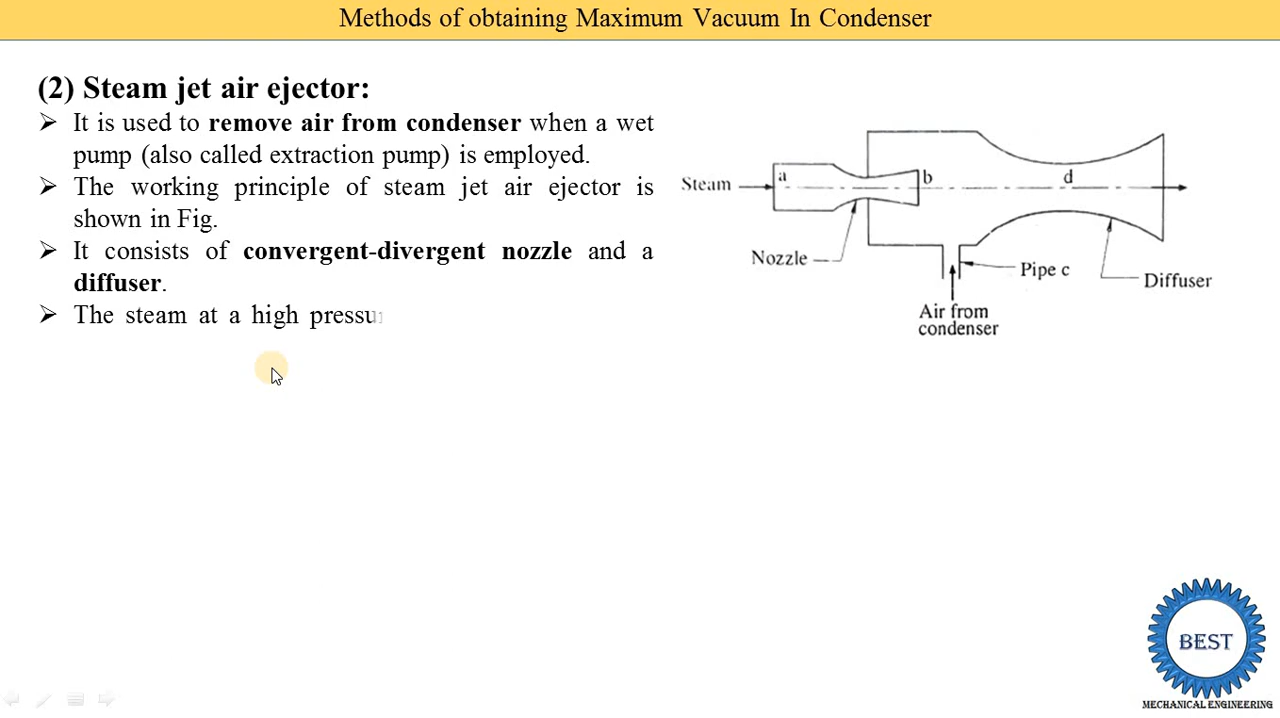 Methods of obtaining Maximum Vacuum In Condenser
(2) Steam jet air ejector:
➢ It is used to remove air from condenser when a wet
pump (also called extraction pump) is employed.
➢ The working principle of steam jet air ejector is
shown in Fig.
➢ It consists of convergent-divergent nozzle and a
diffuser.
➢ The steam at a high pressu
Steam
a
b
d
Nozzle
Pipe c
Diffuser
Air from
condenser
BEST
MECHANICAL ENGINEERING